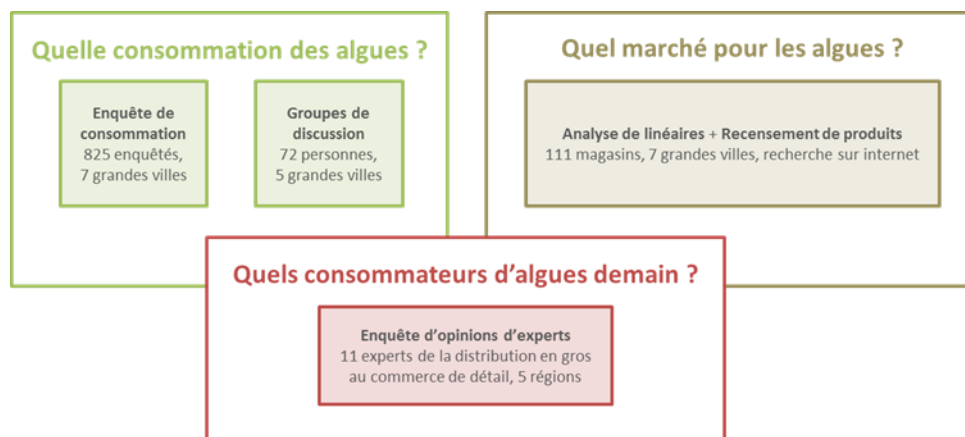 Quelle consommation des algues ?
Enquête de
consommation
825 enquêtés,
7 grandes villes
Groupes de
discussion
72 personnes,
5 grandes villes
Quel marché pour les algues ?
Analyse de linéaires + Recensement de produits
111 magasins, 7 grandes villes, recherche sur internet
Quels consommateurs d'algues demain ?
Enquête d'opinions d'experts
11 experts de la distribution en gros
au commerce de détail, 5 régions